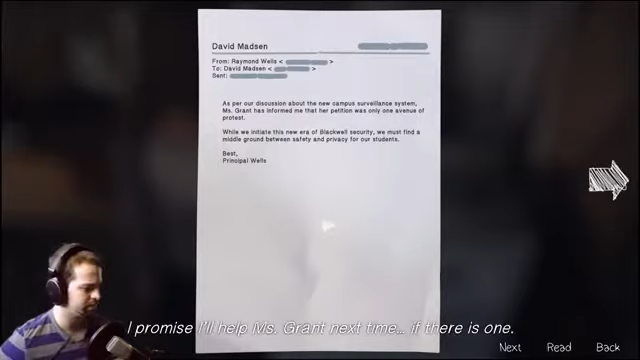 David Madsen
From: Raymond Wells < >
To: David Madsen < >
Sent:
As per our discussion about the new campus surveillance system,
Ms. Grant has informed me that her petition was only one avenue of
protest.
While we initiate this new era of Blackwell security, we must find a
middle ground between safety and privacy for our students.
Best,
Principal Wells
I promise I'll help Ms. Grant next time... if there is one.
Next Read Back